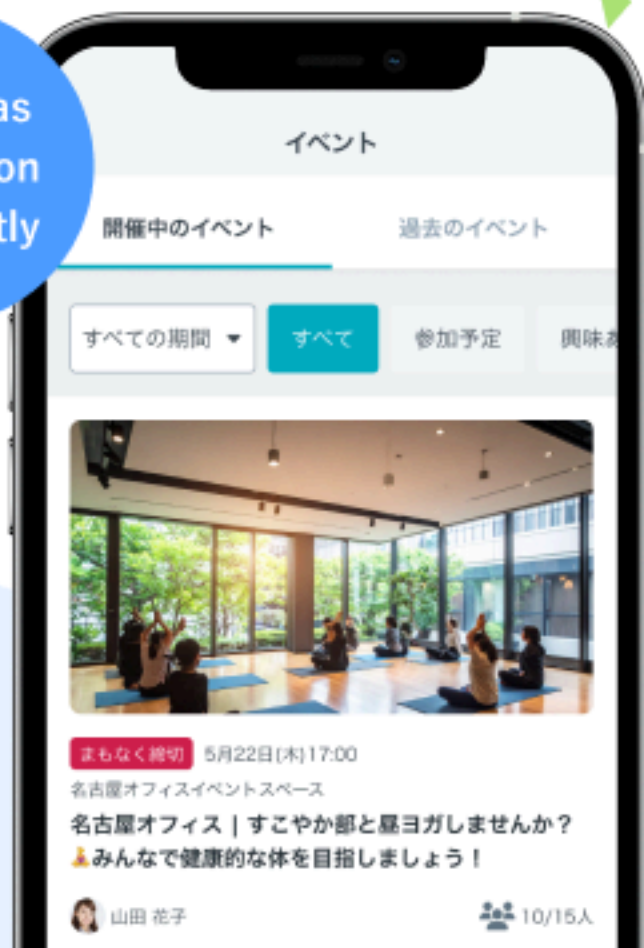 as
on
tly
イベント
開催中のイベント
過去のイベント
すべての期間
すべて
参加予定
興味あ
まもなく締切 5月22日(木)17:00
名古屋オフィスイベントスペース
名古屋オフィス | すこやか部と昼ヨガしませんか？
🧘みんなで健康的な体を目指しましょう！
山田 花子
10/15人